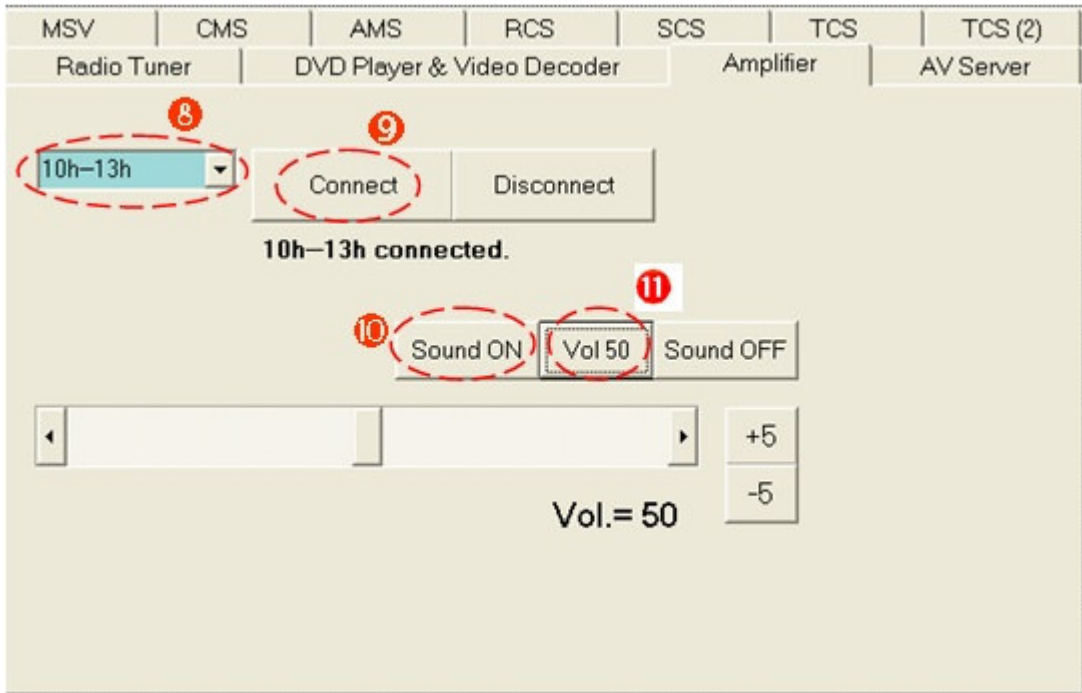 MSV CMS AMS RCS SCS TCS TCS (2)
Radio Tuner DVD Player & Video Decoder Amplifier AV Server
8 9
10h–13h Connect Disconnect
10h–13h connected.
11
10 Sound ON Vol 50 Sound OFF
+5
-5
Vol.= 50